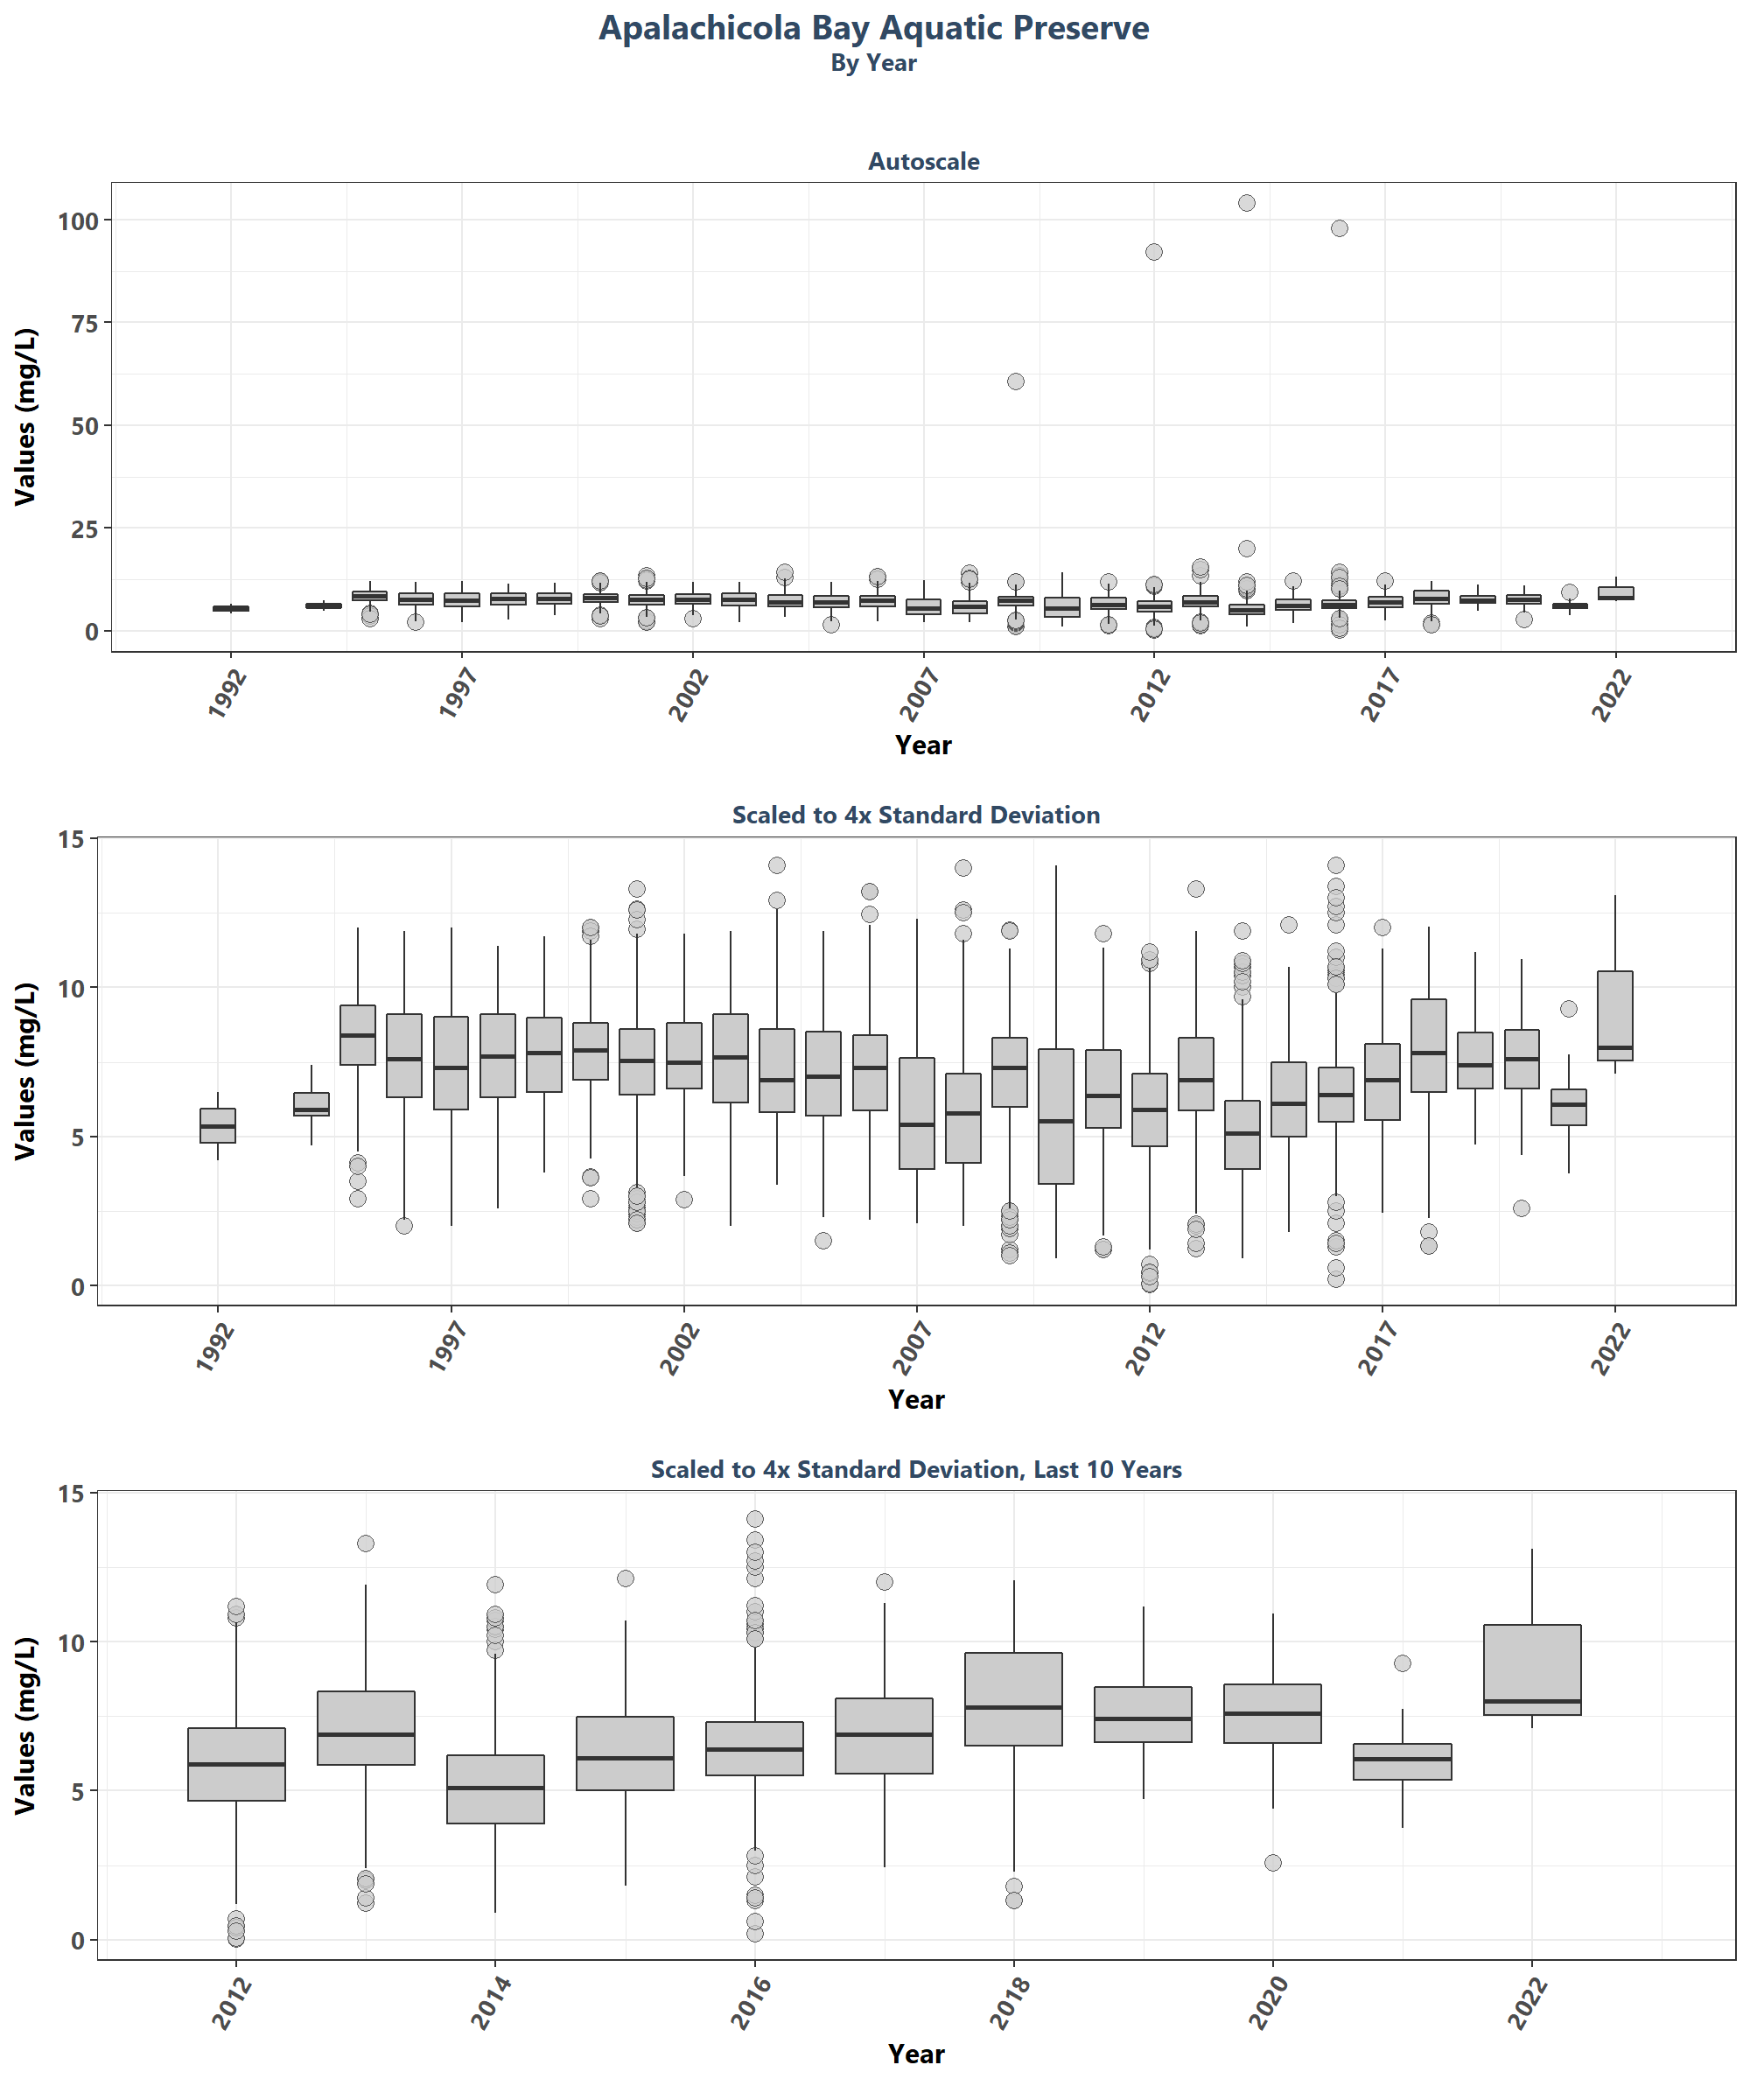 Apalachicola Bay Aquatic Preserve
By Year
Autoscale
Values (mg/L)
100
75
50
25
0
1992 1997 2002 2007 2012 2017 2022
Year
Scaled to 4x Standard Deviation
Values (mg/L)
15
10
5
0
1992 1997 2002 2007 2012 2017 2022
Year
Scaled to 4x Standard Deviation, Last 10 Years
Values (mg/L)
15
10
5
0
2012 2014 2016 2018 2020 2022
Year